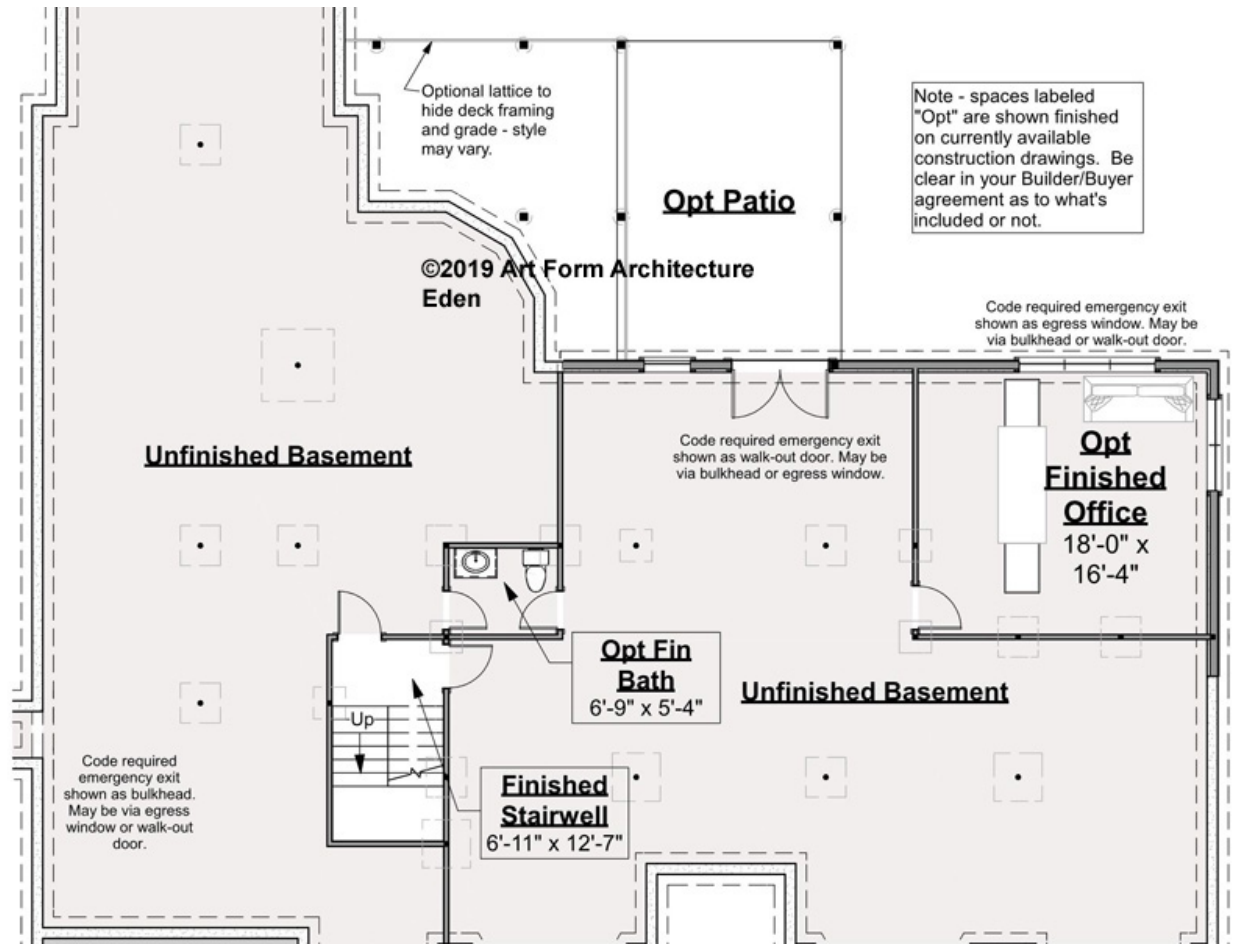 Optional lattice to
hide deck framing
and grade - style
may vary.
Note - spaces labeled
"Opt" are shown finished
on currently available
construction drawings.  Be
clear in your Builder/Buyer
agreement as to what's
included or not.
Opt Patio
©2019 Art Form Architecture
Eden
Code required emergency exit
shown as egress window. May be
via bulkhead or walk-out door.
Unfinished Basement
Code required emergency exit
shown as walk-out door. May be
via bulkhead or egress window.
Opt
Finished
Office
18'-0" x
16'-4"
Opt Fin
Bath
6'-9" x 5'-4"
Unfinished Basement
Up
Code required
emergency exit
shown as bulkhead.
May be via egress
window or walk-out
door.
Finished
Stairwell
6'-11" x 12'-7"